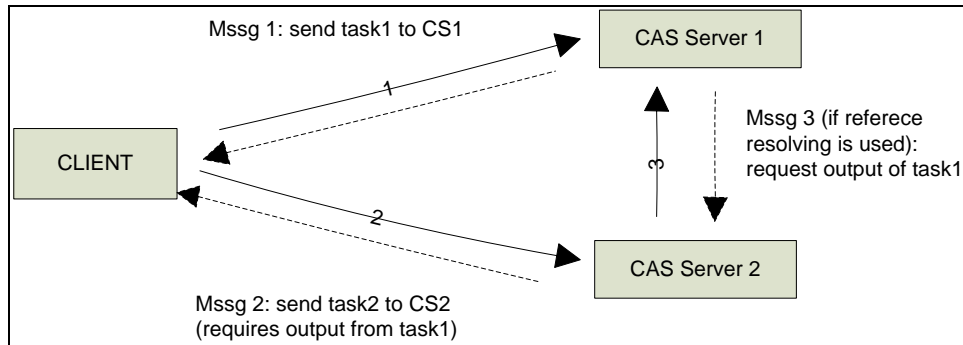 Mssg 1: send task1 to CS1
CAS Server 1
1
Mssg 3 (if referece
resolving is used):
request output of task1
CLIENT
3
2
CAS Server 2
Mssg 2: send task2 to CS2
(requires output from task1)